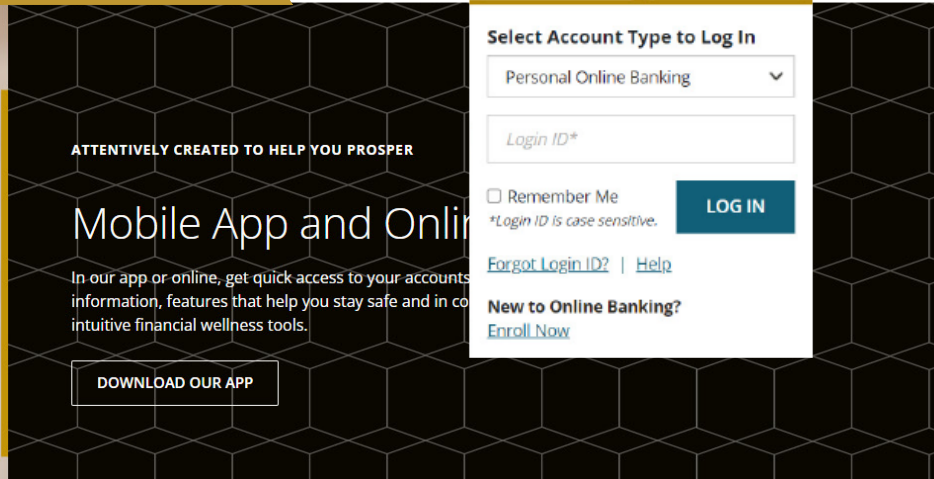 ATTENTIVELY CREATED TO HELP YOU PROSPER
Mobile App and
In our app or online, get quick access to your accounts
information, features that help you stay safe and in
intuitive financial wellness tools.
DOWNLOAD OUR APP
Select Account Type to Log In
Personal Online Banking
Login ID*
Remember Me
*Login ID is case sensitive.
LOG IN
Forgot Login ID? | Help
New to Online Banking?
Enroll Now